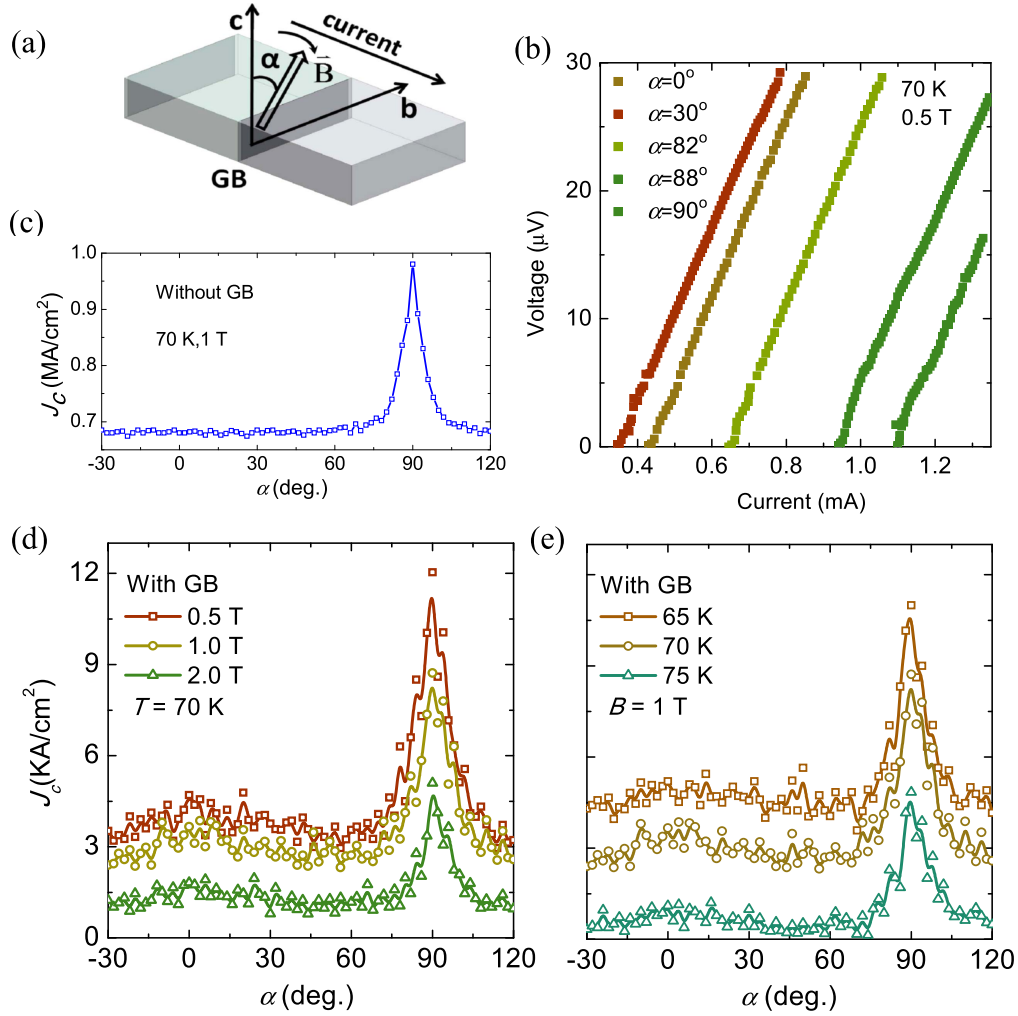 (a)
c
current
α
B
b
GB
(b)
30
20
10
0
Voltage (μV)
α=0°
α=30°
α=82°
α=88°
α=90°
70 K
0.5 T
0.4
0.6
0.8
1.0
1.2
Current (mA)
(c)
1.0
0.9
0.8
0.7
Jc (MA/cm²)
Without GB
70 K,1 T
-30
0
30
60
90
120
α (deg.)
(d)
12
9
6
3
0
Jc(KA/cm²)
With GB
0.5 T
1.0 T
2.0 T
T = 70 K
-30
0
30
60
90
120
α (deg.)
(e)
With GB
65 K
70 K
75 K
B = 1 T
-30
0
30
60
90
120
α (deg.)